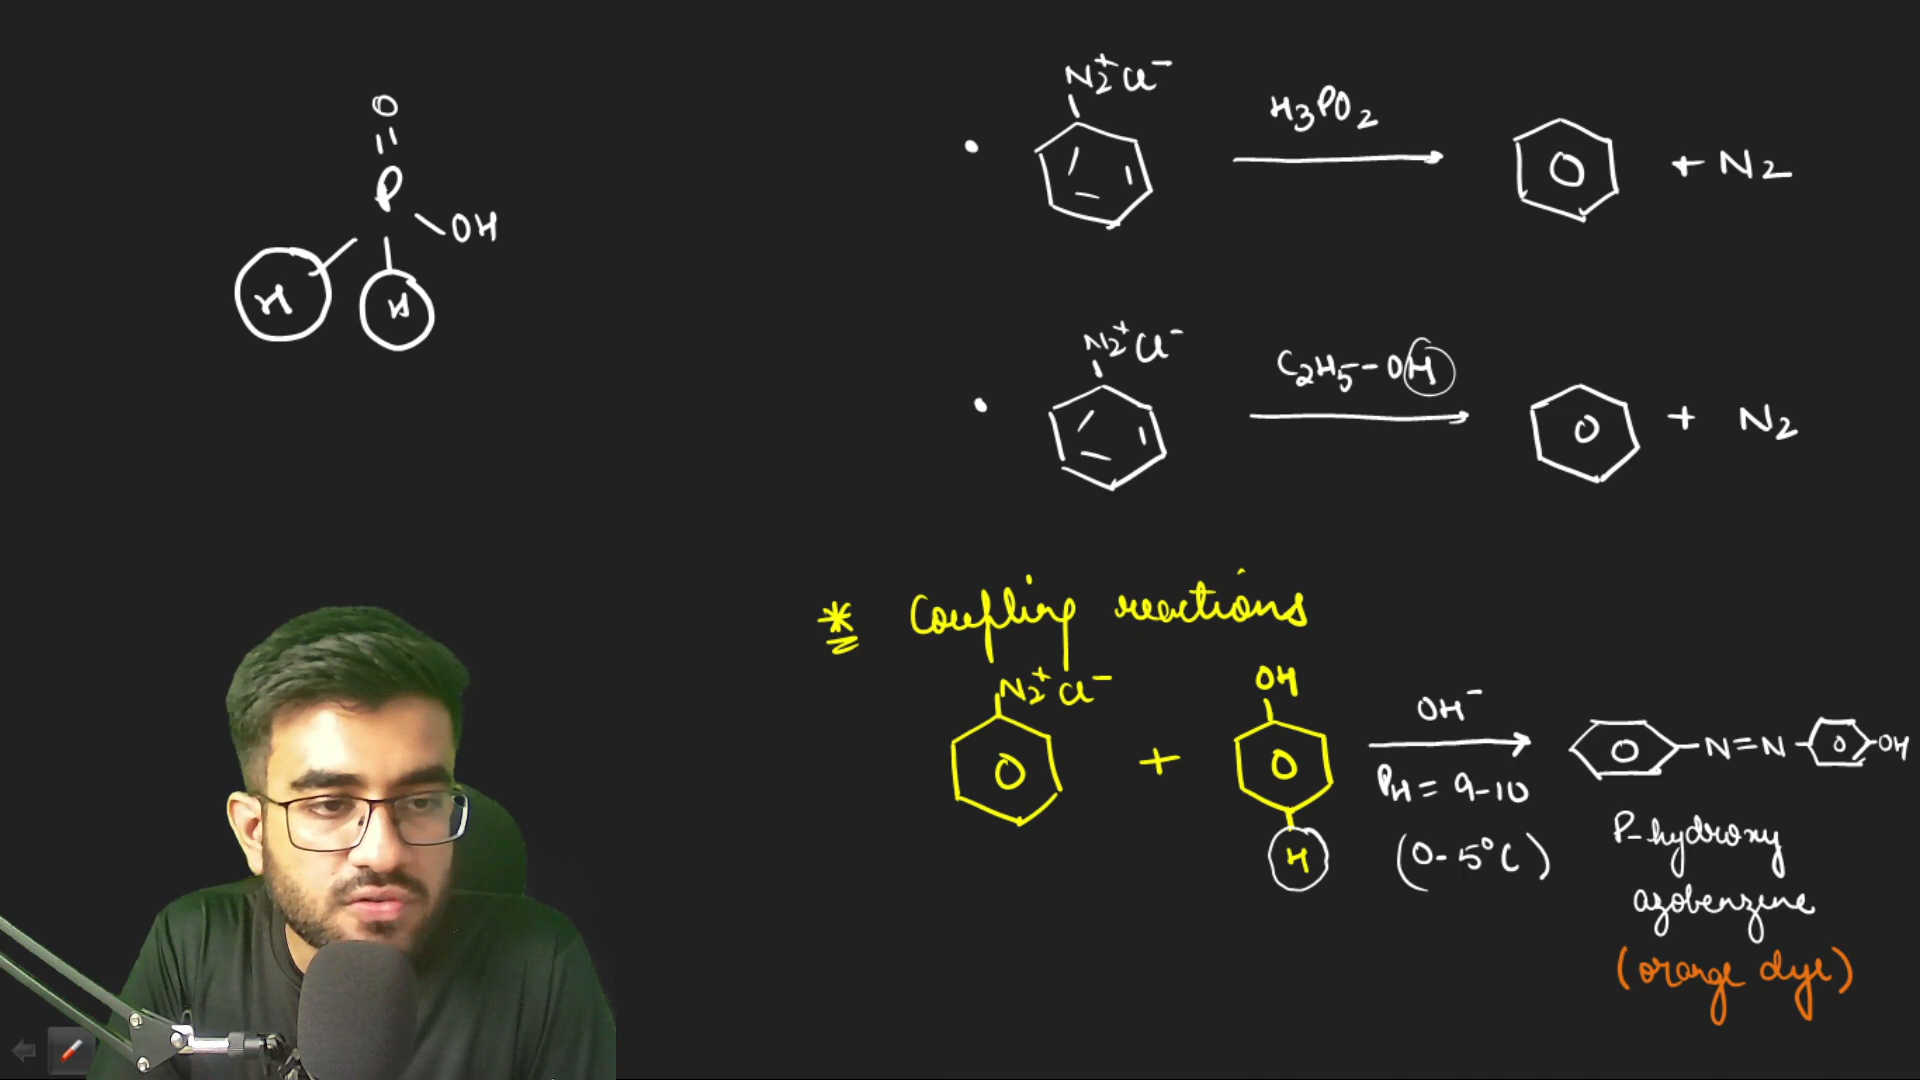 O
P
OH
H H
N2+Cl-
H3PO2
+ N2
N2+Cl-
C2H5-OH
+ N2
* Coupling reactions
N2+Cl- + OH
H
OH-
PH = 9-10
(0-5°C)
N=N OH
P-hydroxy
azobenzene
(orange dye)